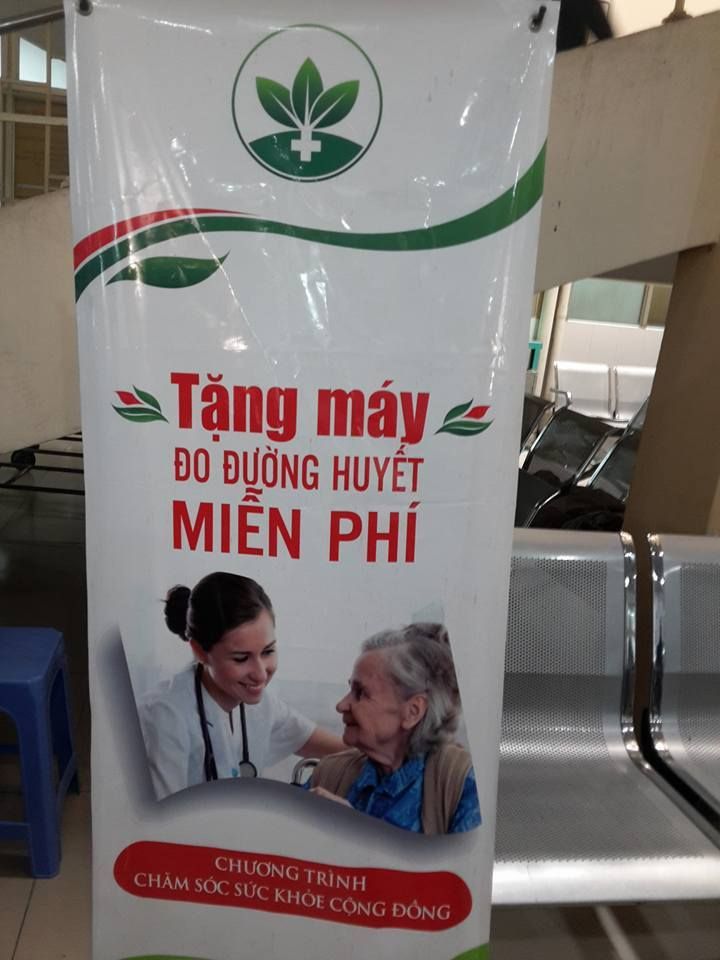 Tặng máy
ĐO ĐƯỜNG HUYẾT
MIỄN PHÍ
CHƯƠNG TRÌNH
CHĂM SÓC SỨC KHỎE CỘNG ĐỒNG